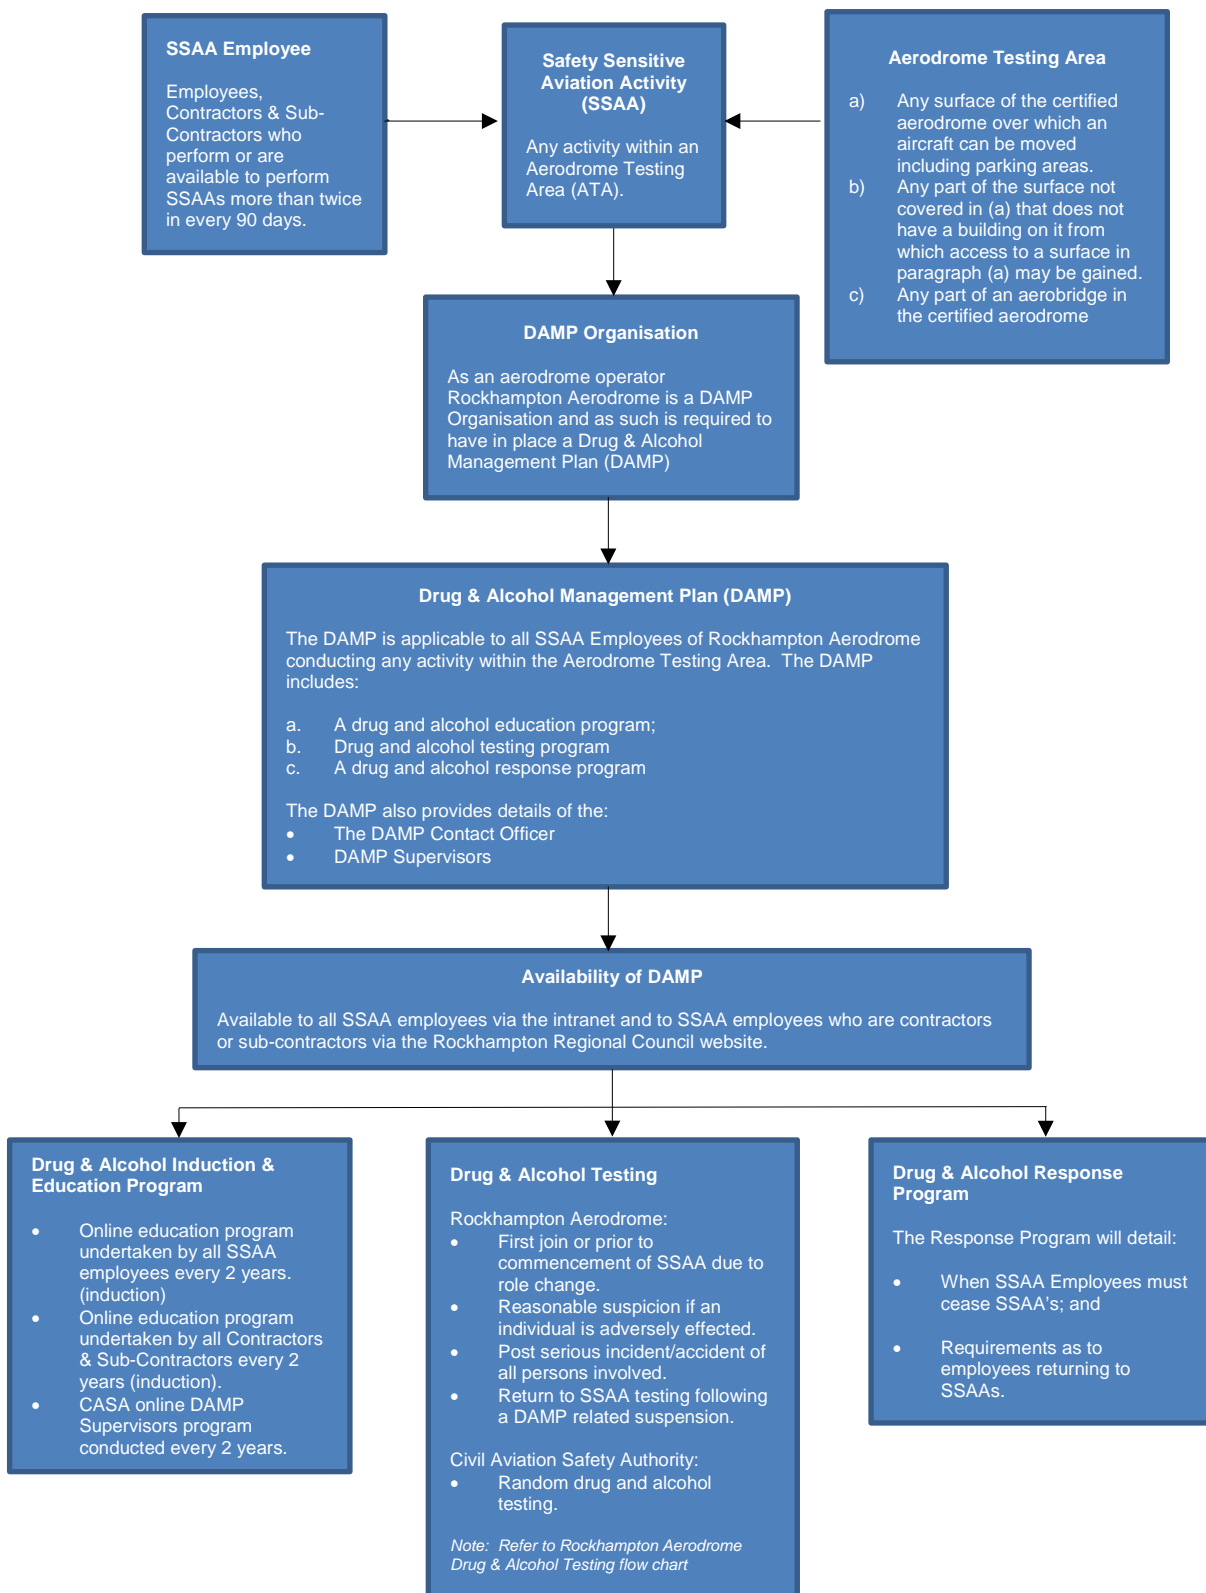 SSAA Employee
Employees,
Contractors & Sub-
Contractors who
perform or are
available to perform
SSAAs more than twice
in every 90 days.
Safety Sensitive
Aviation Activity
(SSAA)
Any activity within an
Aerodrome Testing
Area (ATA).
Aerodrome Testing Area
a) Any surface of the certified
aerodrome over which an
aircraft can be moved
including parking areas.
b) Any part of the surface not
covered in (a) that does not
have a building on it from
which access to a surface in
paragraph (a) may be gained.
c) Any part of an aerobridge in
the certified aerodrome
DAMP Organisation
As an aerodrome operator
Rockhampton Aerodrome is a DAMP
Organisation and as such is required to
have in place a Drug & Alcohol
Management Plan (DAMP)
Drug & Alcohol Management Plan (DAMP)
The DAMP is applicable to all SSAA Employees of Rockhampton Aerodrome
conducting any activity within the Aerodrome Testing Area. The DAMP
includes:
a. A drug and alcohol education program;
b. Drug and alcohol testing program
c. A drug and alcohol response program
The DAMP also provides details of the:
• The DAMP Contact Officer
• DAMP Supervisors
Availability of DAMP
Available to all SSAA employees via the intranet and to SSAA employees who are contractors
or sub-contractors via the Rockhampton Regional Council website.
Drug & Alcohol Induction &
Education Program
• Online education program
undertaken by all SSAA
employees every 2 years.
(induction)
• Online education program
undertaken by all Contractors
& Sub-Contractors every 2
years (induction).
• CASA online DAMP
Supervisors program
conducted every 2 years.
Drug & Alcohol Testing
Rockhampton Aerodrome:
• First join or prior to
commencement of SSAA due to
role change.
• Reasonable suspicion if an
individual is adversely effected.
• Post serious incident/accident of
all persons involved.
• Return to SSAA testing following
a DAMP related suspension.
Civil Aviation Safety Authority:
• Random drug and alcohol
testing.
Note: Refer to Rockhampton Aerodrome
Drug & Alcohol Testing flow chart
Drug & Alcohol Response
Program
The Response Program will detail:
• When SSAA Employees must
cease SSAA's; and
• Requirements as to
employees returning to
SSAAs.